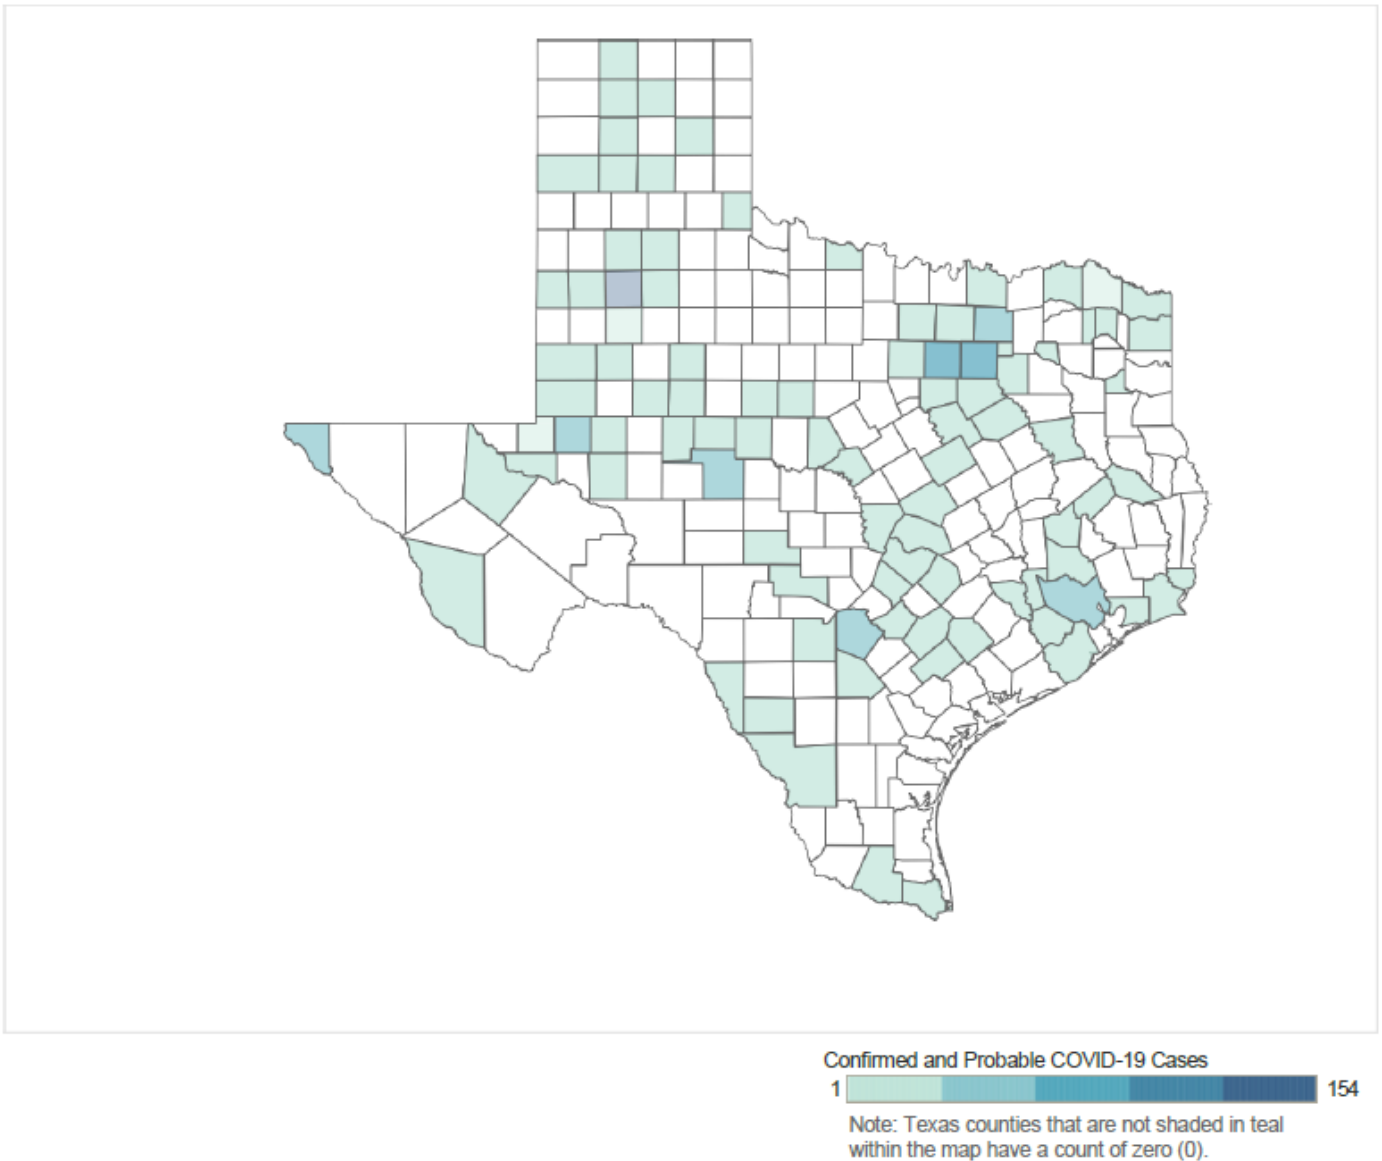 Confirmed and Probable COVID-19 Cases
1 154
Note: Texas counties that are not shaded in teal
within the map have a count of zero (0).